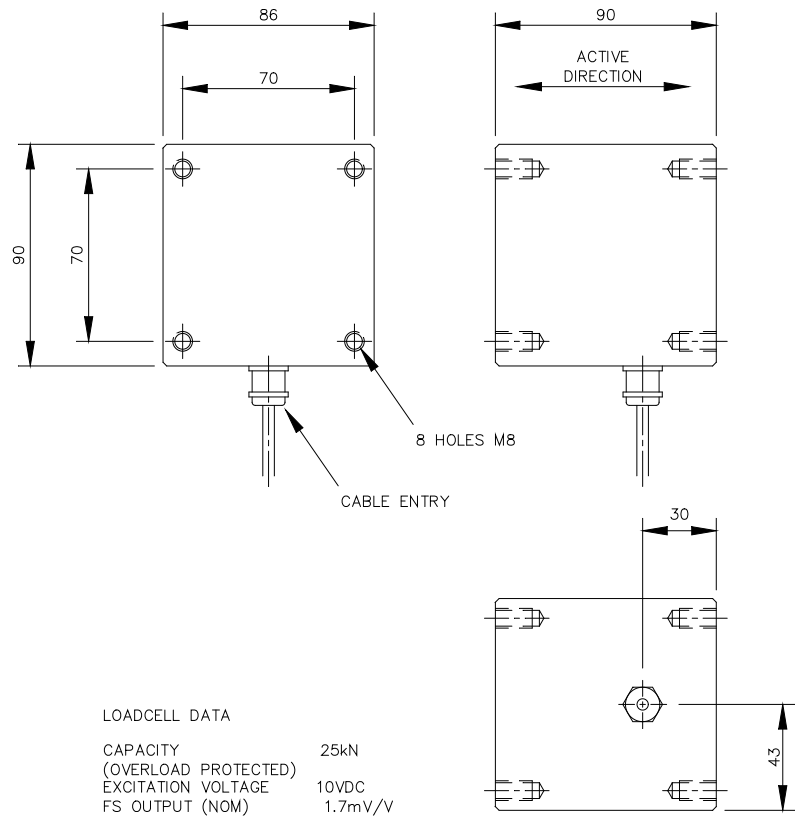 86
90
ACTIVE
DIRECTION
70
90
70
8 HOLES M8
CABLE ENTRY
30
43
LOADCELL DATA
CAPACITY 25kN
(OVERLOAD PROTECTED)
EXCITATION VOLTAGE 10VDC
FS OUTPUT (NOM) 1.7mV/V